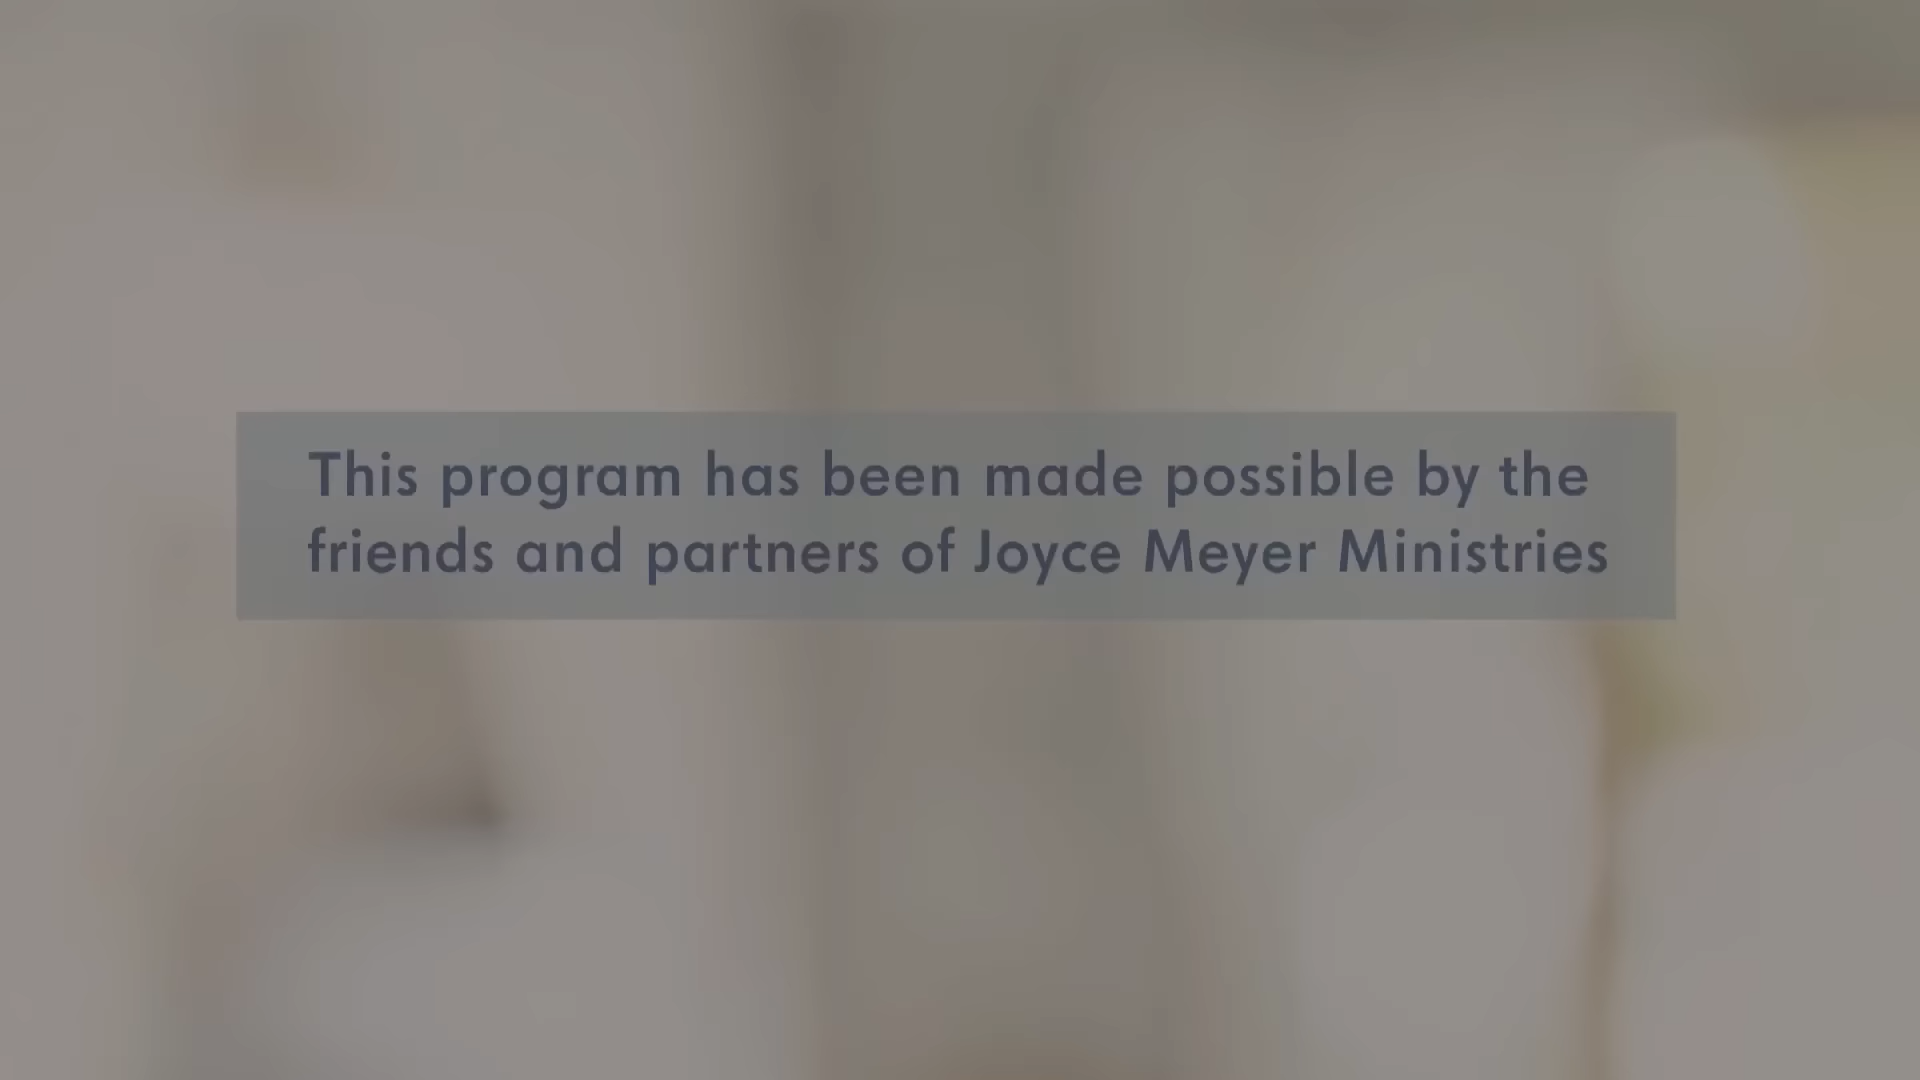 This program has been made possible by the
friends and partners of Joyce Meyer Ministries